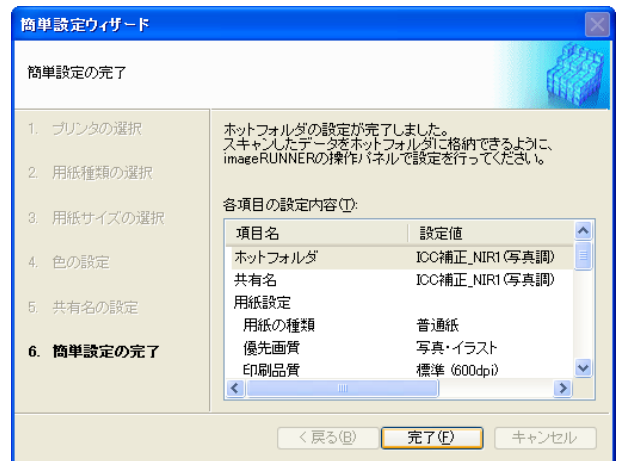 簡単設定ウィザード
簡単設定の完了
1. プリンタの選択
2. 用紙種類の選択
3. 用紙サイズの選択
4. 色の設定
5. 共有名の設定
6. 簡単設定の完了
ホットフォルダの設定が完了しました。
スキャンしたデータをホットフォルダに格納できるように、
imageRUNNERの操作パネルで設定を行ってください。
各項目の設定内容(T):
項目名 設定値
ホットフォルダ ICC補正_NIR1(写真調)
共有名 ICC補正_NIR1(写真調)
用紙設定
用紙の種類 普通紙
優先画質 写真・イラスト
印刷品質 標準 (600dpi)
< 戻る(B) 完了(F) キャンセル